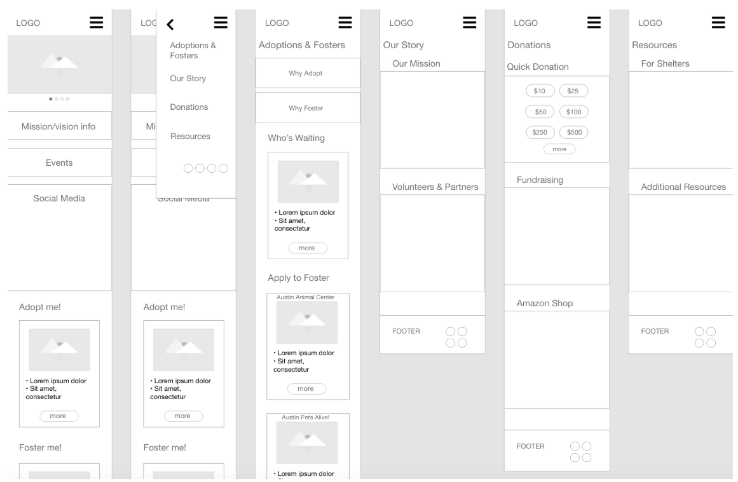 LOGO
Mission/vision info
Events
Social Media
Adopt me!
• Lorem ipsum dolor
• Sit amet,
consectetur
more
Foster me!
LOG
Adoptions &
Fosters
Our Story
Donations
Resources
Mi
Social Media
Adopt me!
• Lorem ipsum dolor
• Sit amet,
consectetur
more
Foster me!
LOGO
Adoptions & Fosters
Why Adopt
Why Foster
Who's Waiting
• Lorem ipsum dolor
• Sit amet,
consectetur
more
Apply to Foster
Austin Animal Center
• Lorem ipsum dolor
• Sit amet,
consectetur
more
Austin Pets Alive!
• Lorem ipsum dolor
• Sit amet,
LOGO
Our Story
Our Mission
Volunteers & Partners
FOOTER
LOGO
Donations
Quick Donation
$10
$25
$50
$100
$250
$500
more
Fundraising
Amazon Shop
FOOTER
LOGO
Resources
For Shelters
Additional Resources
FOOTER